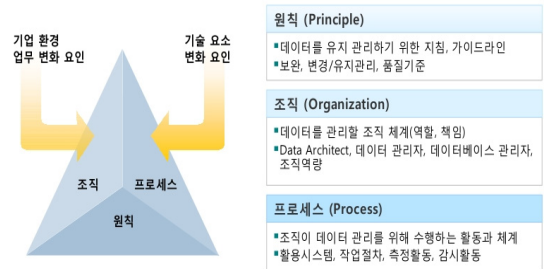 기업 환경
업무 변화 요인
기술 요소
변화 요인
조직
프로세스
원칙
원칙 (Principle)
▪데이터를 유지 관리하기 위한 지침, 가이드라인
▪보완, 변경/유지관리, 품질기준
조직 (Organization)
▪데이터를 관리할 조직 체계(역할, 책임)
▪Data Architect, 데이터 관리자, 데이터베이스 관리자,
조직역량
프로세스 (Process)
▪조직이 데이터 관리를 위해 수행하는 활동과 체계
▪활용시스템, 작업절차, 측정활동, 감시활동